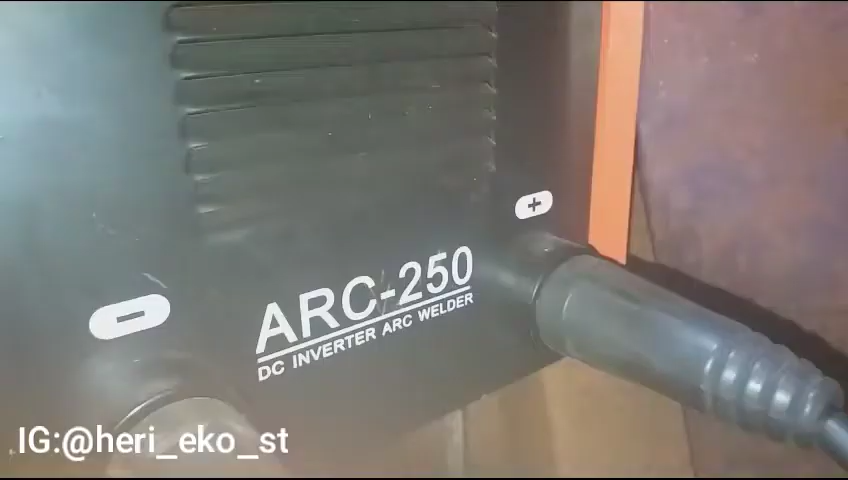 +
−
ARC-250
DC INVERTER ARC WELDER
IG:@heri_eko_st